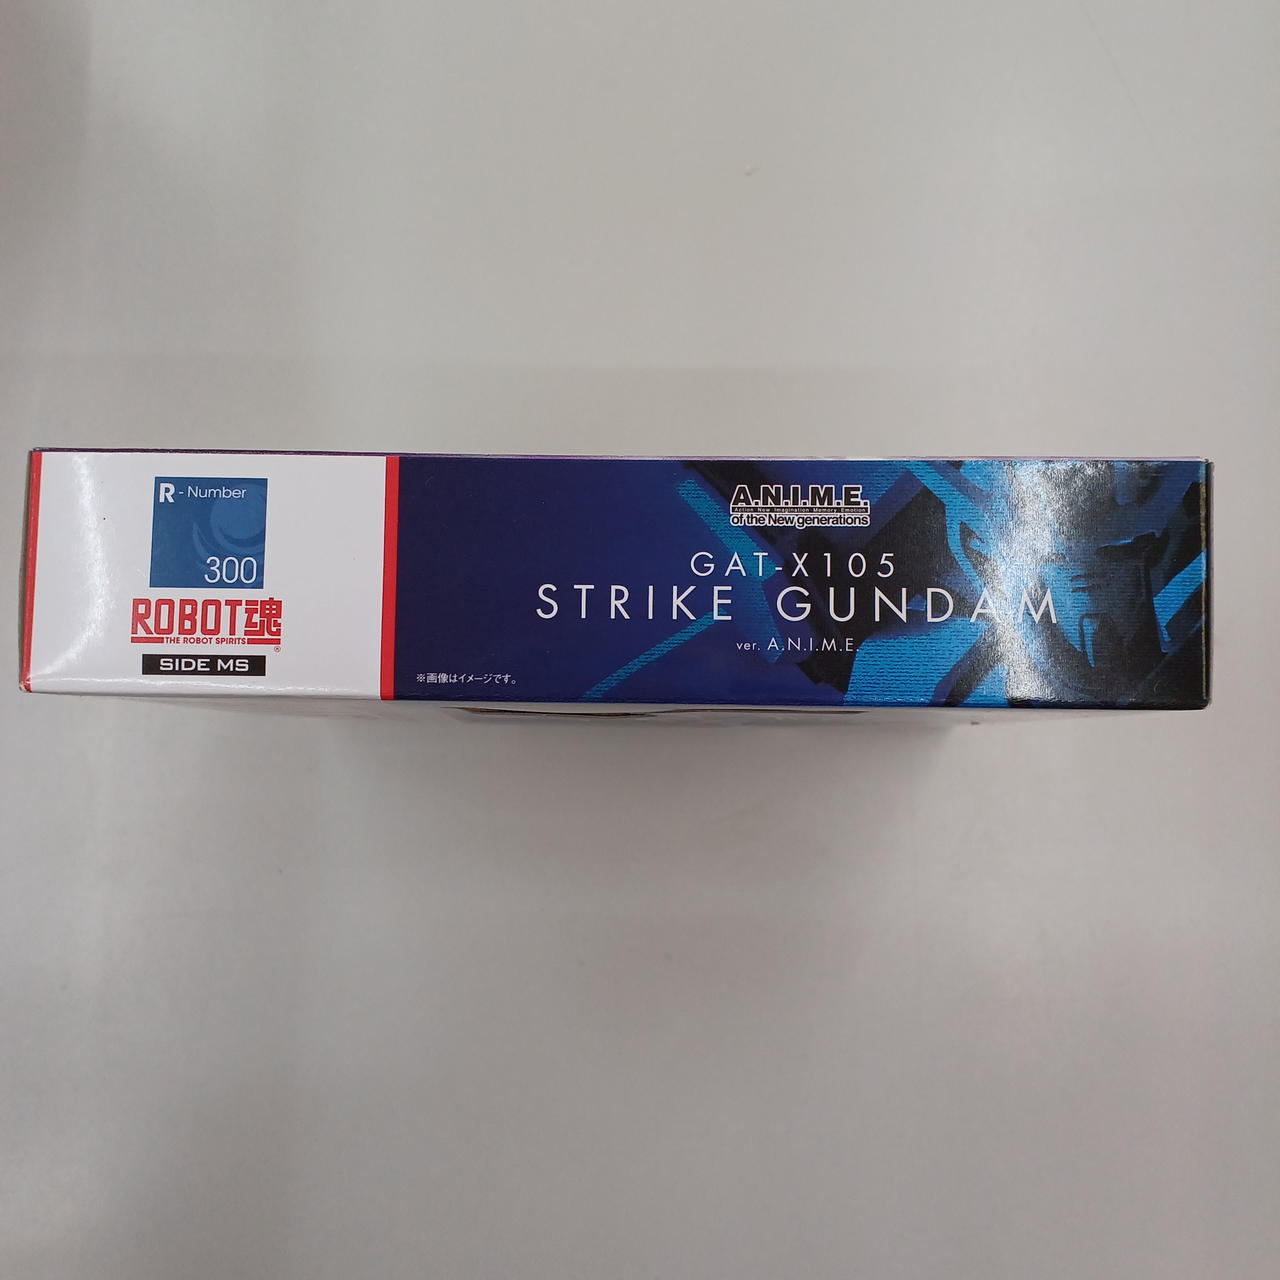 R - Number
300
ROBOT魂
THE ROBOT SPIRITS
®
SIDE MS
A.N.I.M.E.
Action New Imagination Memory Emotion
of the New generations
GAT-X105
STRIKE GUNDAM
ver. A.N.I.M.E.
※画像はイメージです。